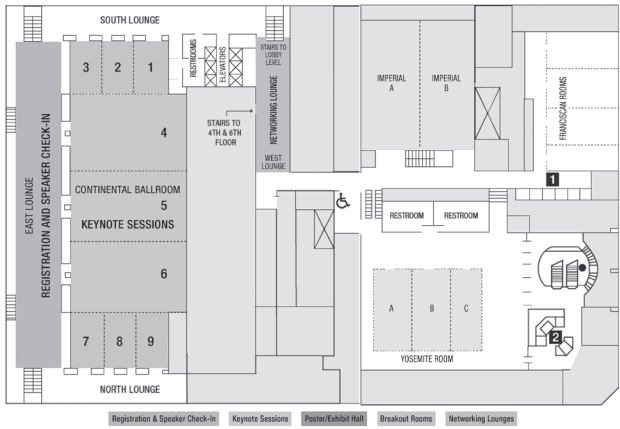 SOUTH LOUNGE
3
2
1
RESTROOMS
ELEVATORS
STAIRS TO
LOBBY
LEVEL
NETWORKING LOUNGE
WEST
LOUNGE
STAIRS TO
4TH & 6TH
FLOOR
IMPERIAL
A
IMPERIAL
B
FRANCISCAN ROOMS
EAST LOUNGE
REGISTRATION AND SPEAKER CHECK-IN
4
CONTINENTAL BALLROOM
5
KEYNOTE SESSIONS
6
7
8
9
NORTH LOUNGE
1
RESTROOM
RESTROOM
A
B
C
YOSEMITE ROOM
2
Registration & Speaker Check-In
Keynote Sessions
Poster/Exhibit Hall
Breakout Rooms
Networking Lounges